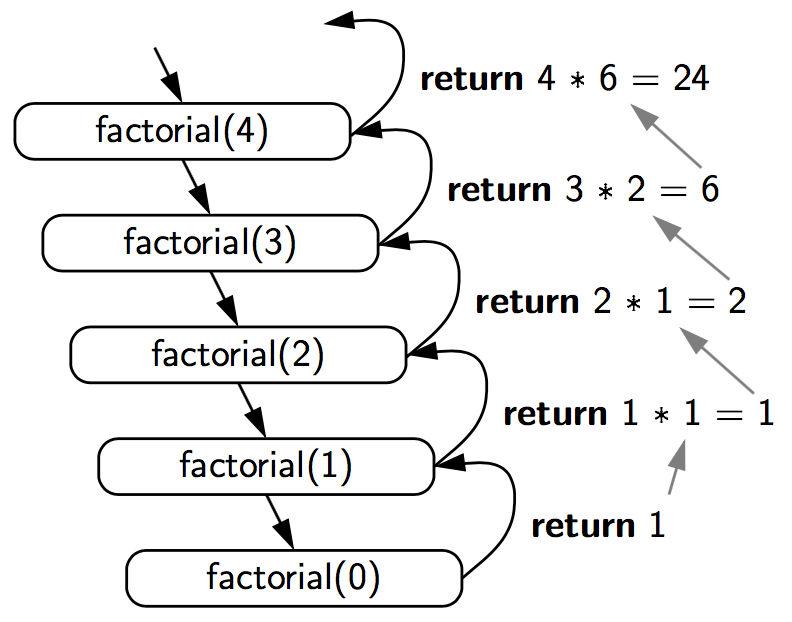 return 4 * 6 = 24
factorial(4)
return 3 * 2 = 6
factorial(3)
return 2 * 1 = 2
factorial(2)
return 1 * 1 = 1
factorial(1)
return 1
factorial(0)